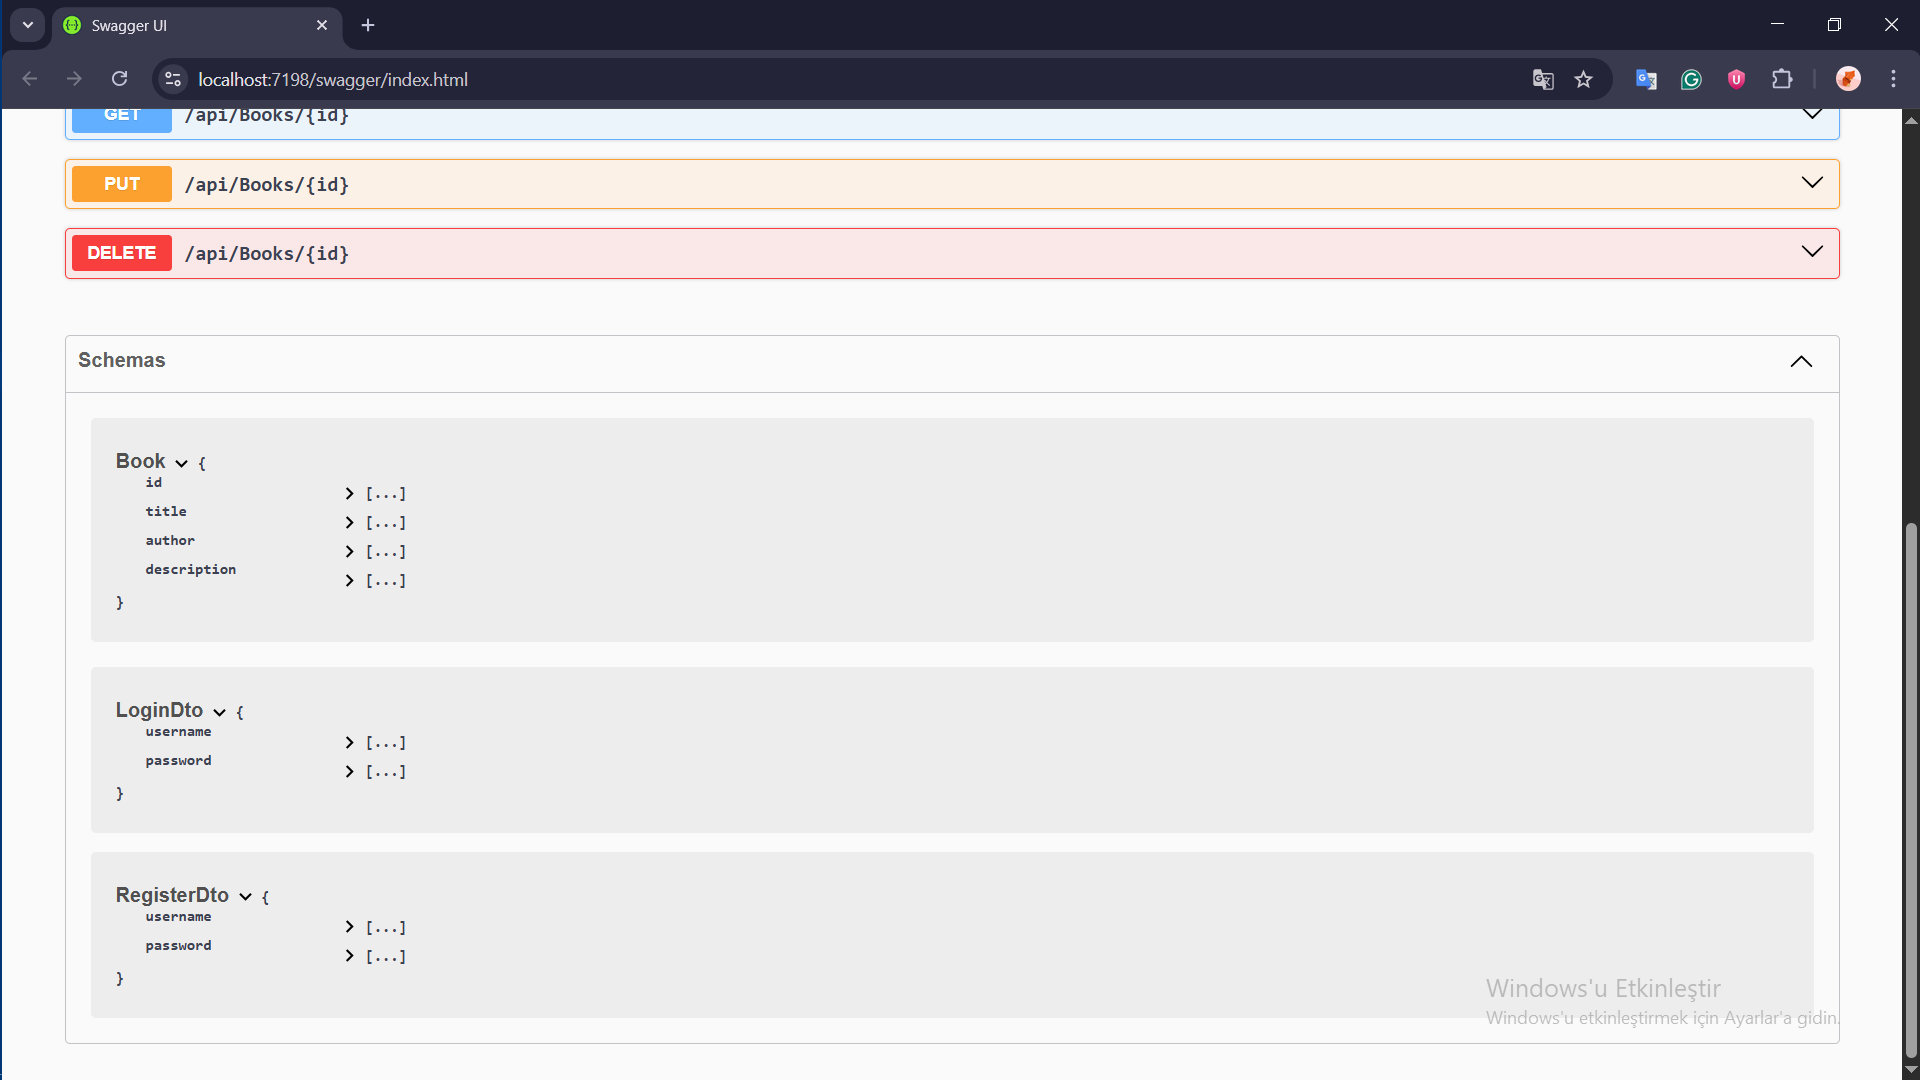 Swagger UI
localhost:7198/swagger/index.html
GET /api/Books/{id}
PUT /api/Books/{id}
DELETE /api/Books/{id}
Schemas
Book {
id [...]
title [...]
author [...]
description [...]
}
LoginDto {
username [...]
password [...]
}
RegisterDto {
username [...]
password [...]
}
Windows'u Etkinleştir
Windows'u etkinleştirmek için Ayarlar'a gidin.